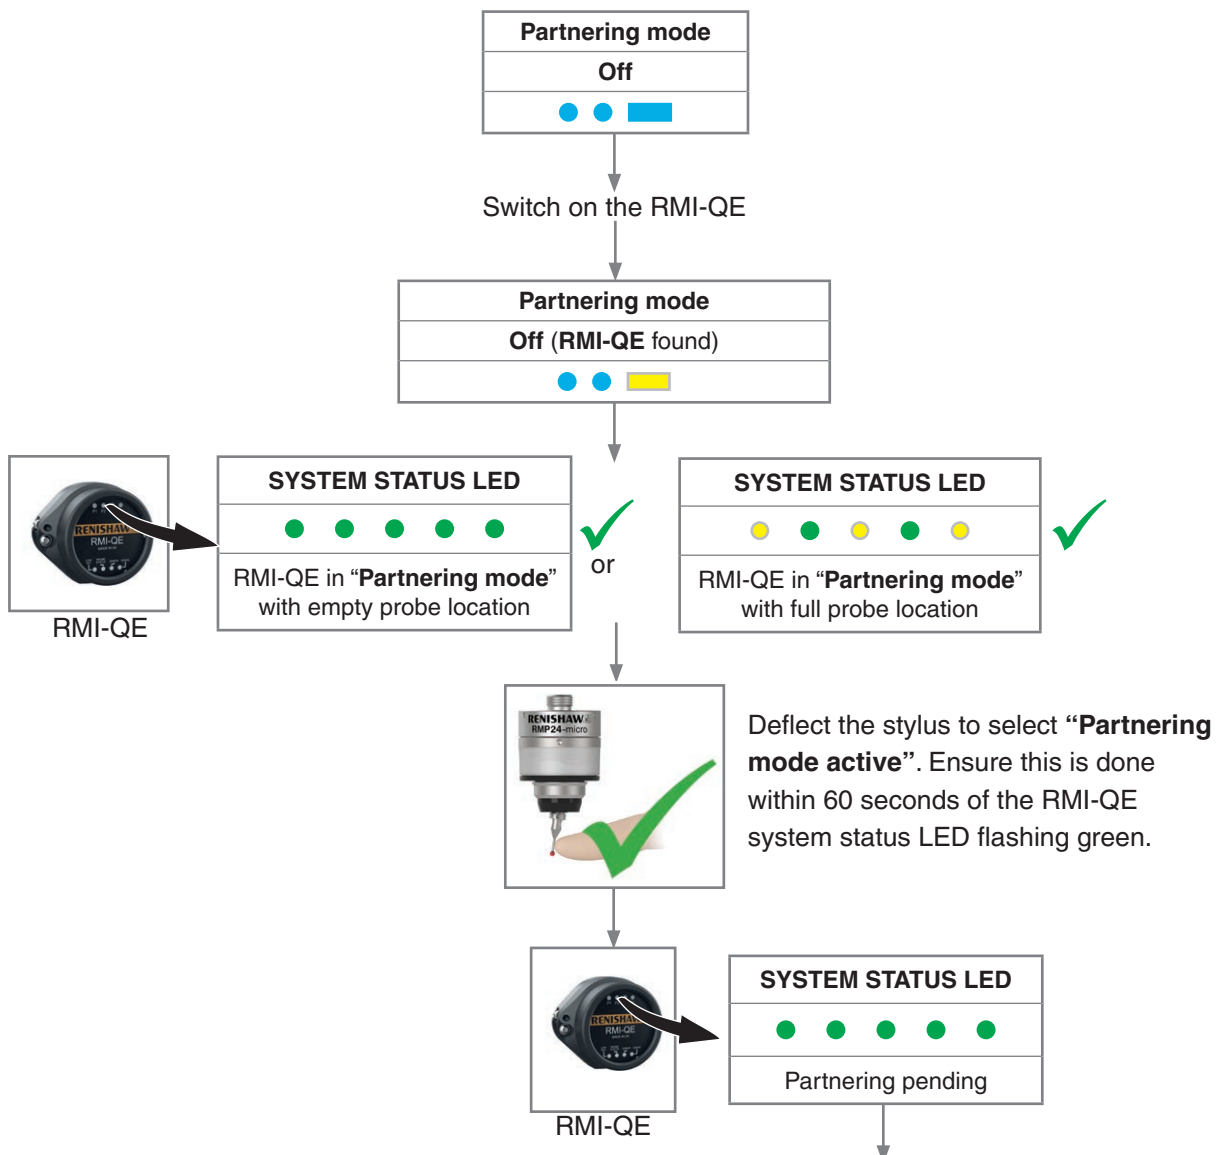 Partnering mode
Off
Switch on the RMI-QE
Partnering mode
Off (RMI-QE found)
RENISHAW
RMI-QE
RMI-QE
SYSTEM STATUS LED
RMI-QE in “Partnering mode”
with empty probe location
or
SYSTEM STATUS LED
RMI-QE in “Partnering mode”
with full probe location
RENISHAW
RMP24-micro
Deflect the stylus to select “Partnering
mode active”. Ensure this is done
within 60 seconds of the RMI-QE
system status LED flashing green.
RENISHAW
RMI-QE
RMI-QE
SYSTEM STATUS LED
Partnering pending